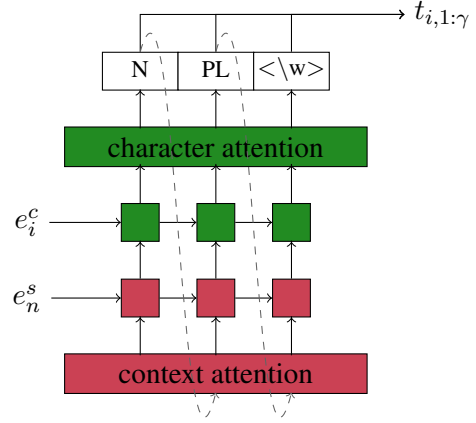 t_{i,1:γ}
N PL <\w>
character attention
e_i^c
e_n^s
context attention